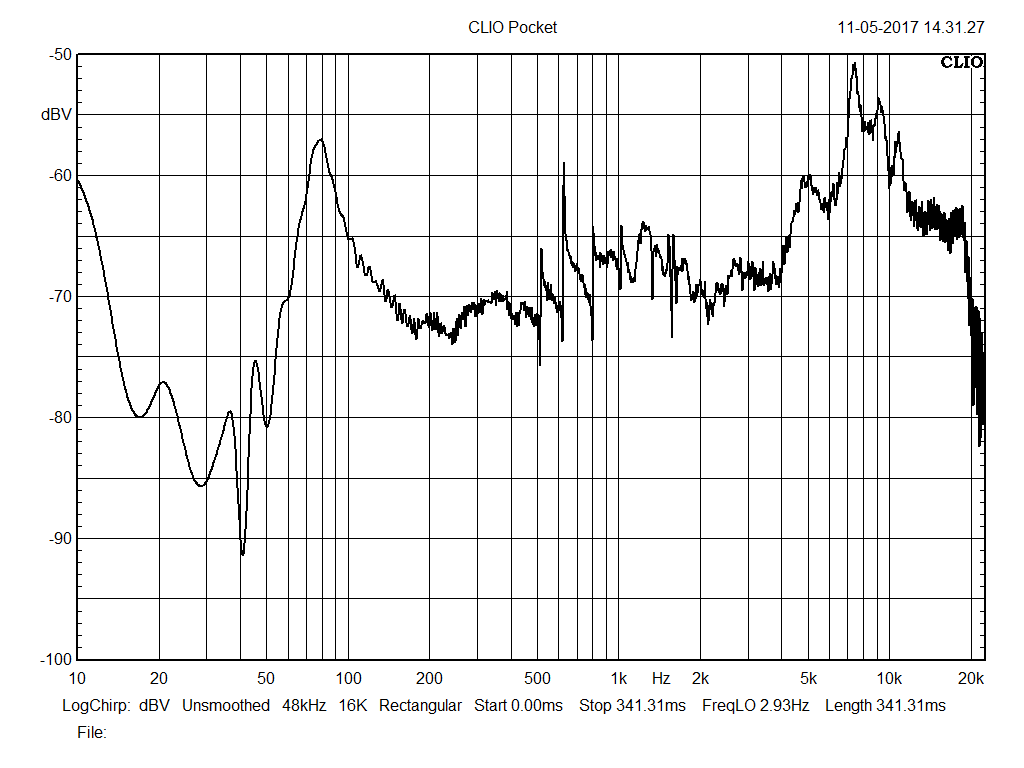 CLIO Pocket 11-05-2017 14.31.27
-50
CLIO
dBV
-60
-70
-80
-90
-100
10 20 50 100 200 500 1k Hz 2k 5k 10k 20k
LogChirp: dBV Unsmoothed 48kHz 16K Rectangular Start 0.00ms Stop 341.31ms FreqLO 2.93Hz Length 341.31ms
File: